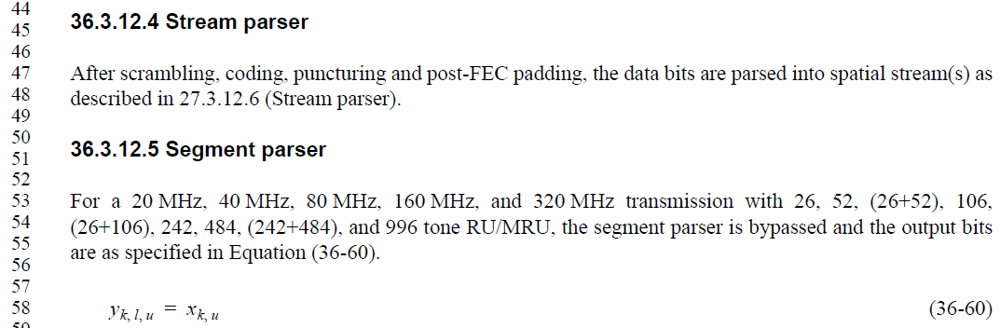 44
45 36.3.12.4 Stream parser
46
47 After scrambling, coding, puncturing and post-FEC padding, the data bits are parsed into spatial stream(s) as
48 described in 27.3.12.6 (Stream parser).
49
50
51 36.3.12.5 Segment parser
52
53 For a 20 MHz, 40 MHz, 80 MHz, 160 MHz, and 320 MHz transmission with 26, 52, (26+52), 106,
54 (26+106), 242, 484, (242+484), and 996 tone RU/MRU, the segment parser is bypassed and the output bits
55 are as specified in Equation (36-60).
56
57
58 y k, l, u = x k, u (36-60)
59